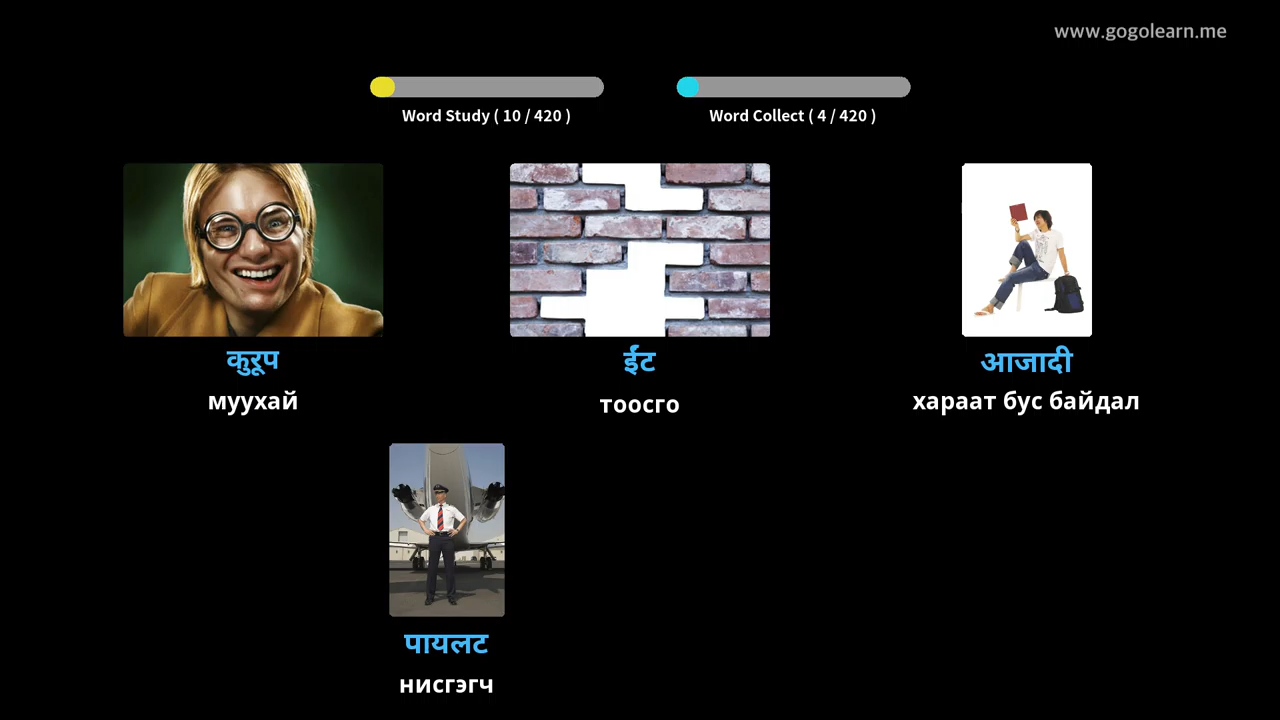 www.gogolearn.me
Word Study ( 10 / 420 )
Word Collect ( 4 / 420 )
कुरूप
ईंट
आजादी
муухай
тоосго
хараат бус байдал
पायलट
нисгэгч